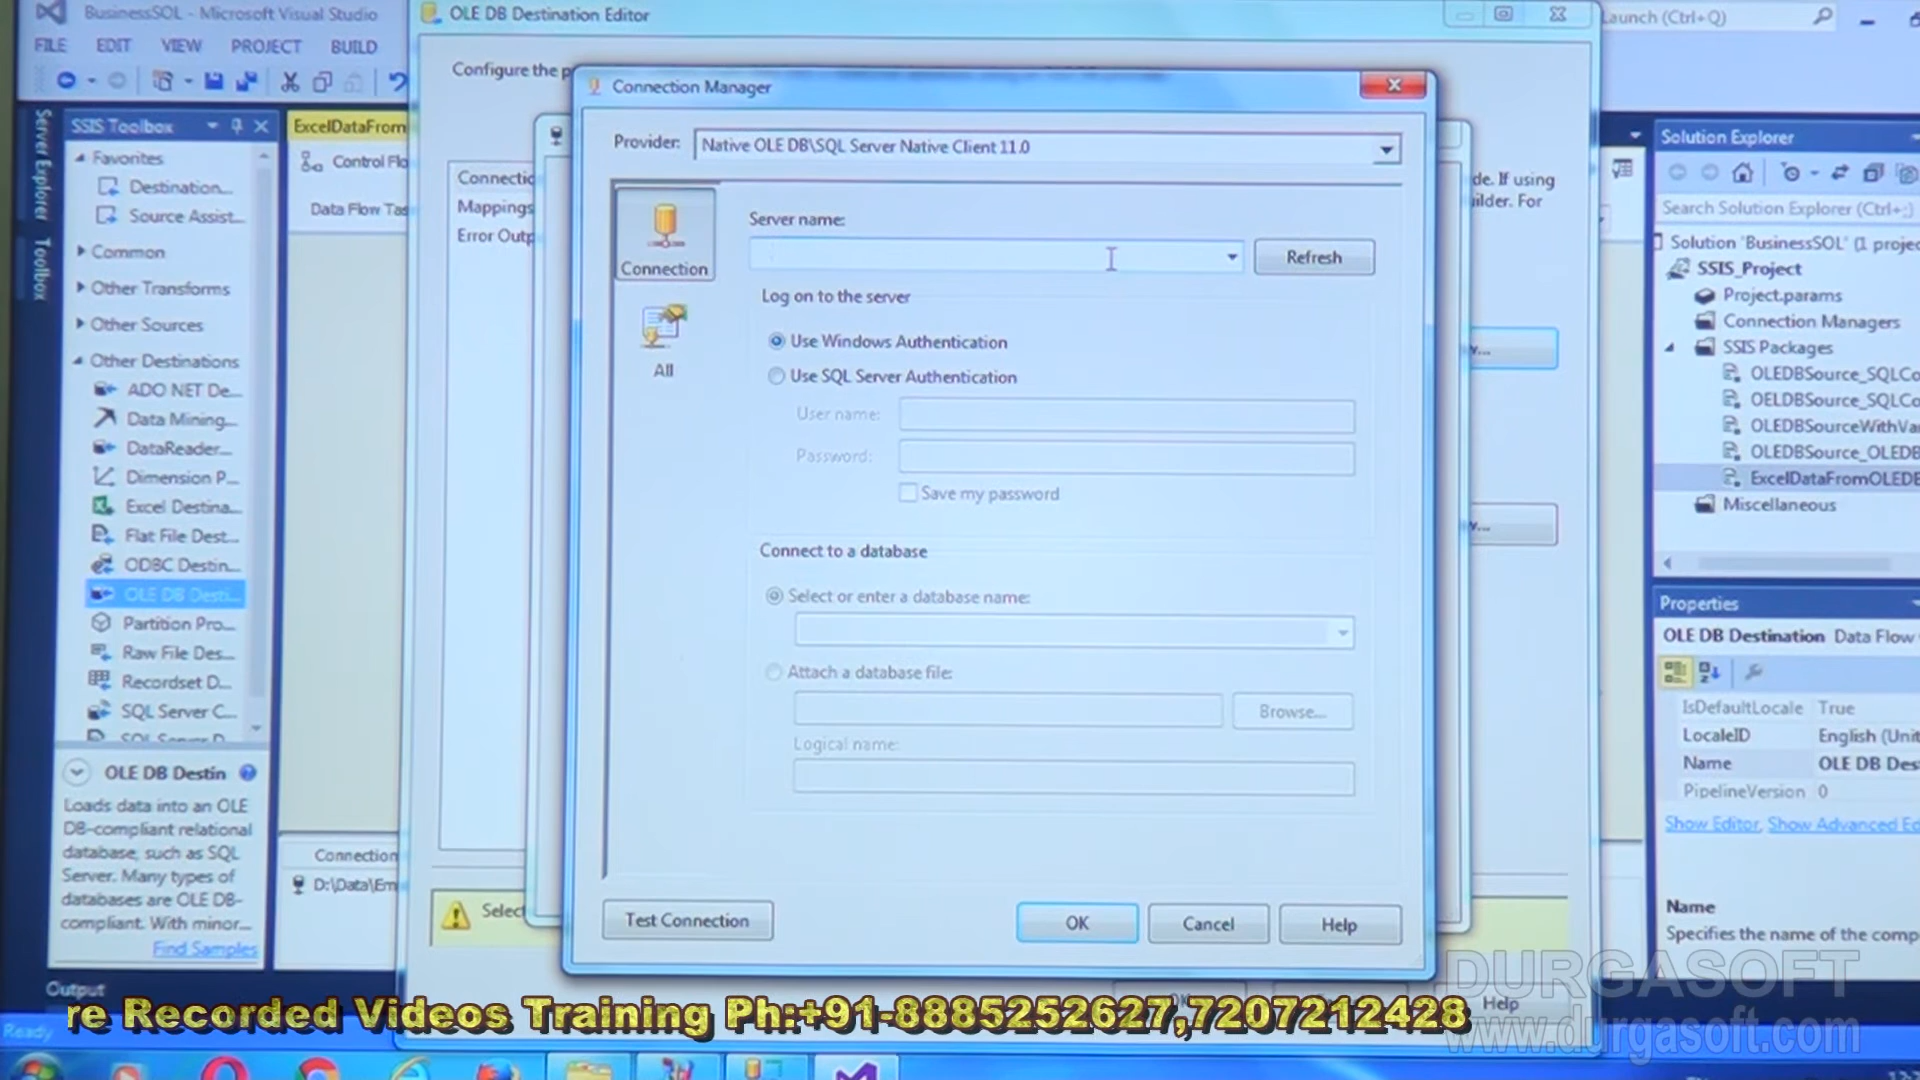 BusinessSOL - Microsoft Visual Studio
FILE EDIT VIEW PROJECT BUILD
SSIS Toolbox
Favorites
Destination...
Source Assist...
Common
Other Transforms
Other Sources
Other Destinations
ADO NET De...
Data Mining...
DataReader...
Dimension P...
Excel Destina...
Flat File Dest...
ODBC Destin...
OLE DB Desti...
Partition Pro...
Raw File Des...
Recordset D...
SQL Server C...
SQL Server D
OLE DB Destin
Loads data into an OLE
DB-compliant relational
database, such as SQL
Server. Many types of
databases are OLE DB-
compliant. With minor...
Find Samples
Output
Ready
Server Explorer
Toolbox
ExcelDataFrom
Control Flo
Data Flow Tas
Connection
D:\Data\Em
OLE DB Destination Editor
Configure the p
Connectio
Mappings
Error Outp
Select
de. If using
uilder. For
Help
Connection Manager
Provider: Native OLE DB\SQL Server Native Client 11.0
Connection
All
Server name:
Refresh
Log on to the server
Use Windows Authentication
Use SQL Server Authentication
User name:
Password:
Save my password
Connect to a database
Select or enter a database name:
Attach a database file:
Browse...
Logical name:
Test Connection OK Cancel Help
Launch (Ctrl+Q)
Solution Explorer
Search Solution Explorer (Ctrl+;)
Solution 'BusinessSOL' (1 projec
SSIS_Project
Project.params
Connection Managers
SSIS Packages
OLEDBSource_SQLCo
OELDBSource_SQLCo
OLEDBSourceWithVa
OLEDBSource_OLEDB
ExcelDataFromOLEDE
Miscellaneous
Properties
OLE DB Destination Data Flow
IsDefaultLocale True
LocaleID English (Unit
Name OLE DB Des
PipelineVersion 0
Show Editor, Show Advanced Ed
Name
Specifies the name of the comp
re Recorded Videos Training Ph:+91-8885252627,7207212428
DURGASOFT
www.durgasoft.com